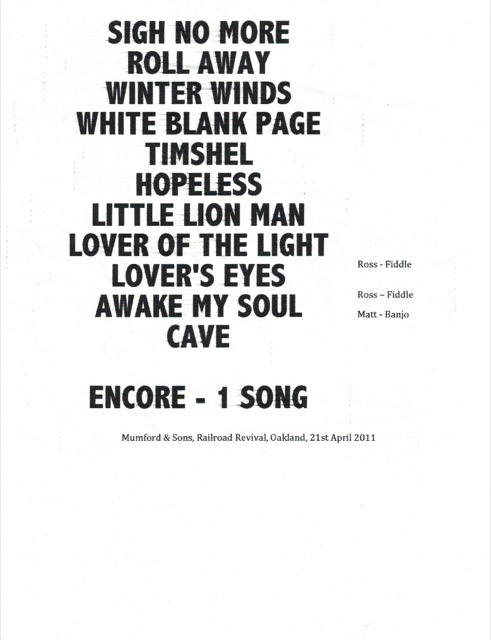 SIGH NO MORE
ROLL AWAY
WINTER WINDS
WHITE BLANK PAGE
TIMSHEL
HOPELESS
LITTLE LION MAN
LOVER OF THE LIGHT
Ross - Fiddle
LOVER'S EYES
AWAKE MY SOUL
Ross – Fiddle
Matt - Banjo
CAVE
ENCORE - 1 SONG
Mumford & Sons, Railroad Revival, Oakland, 21st April 2011